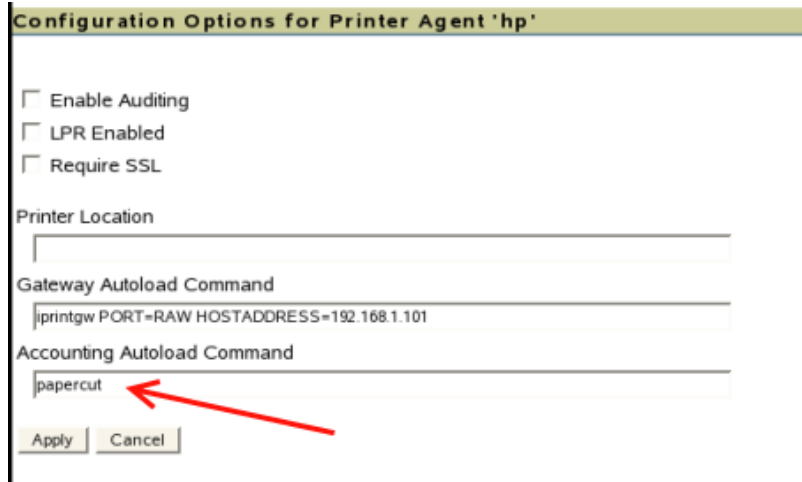 Configuration Options for Printer Agent 'hp'
Enable Auditing
LPR Enabled
Require SSL
Printer Location
Gateway Autoload Command
iprintgw PORT=RAW HOSTADDRESS=192.168.1.101
Accounting Autoload Command
papercut
Apply Cancel